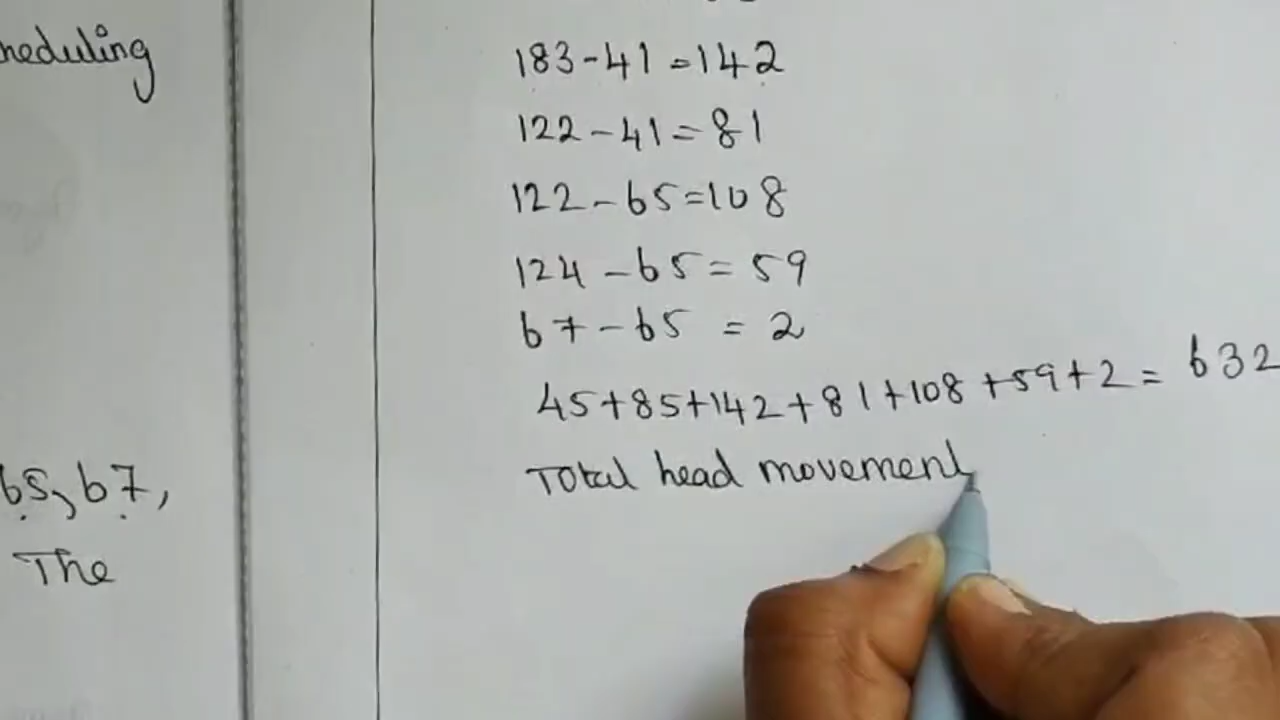 heduling
65, 67,
The
183-41=142
122-41=81
122-65=108
124-65=59
67-65 = 2
45+85+142+81+108+59+2= 632
Total head movement